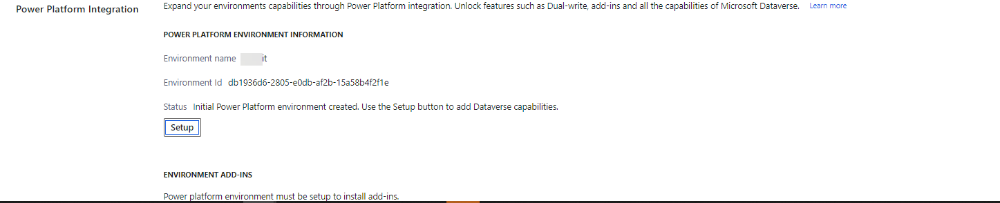 Power Platform Integration
Expand your environments capabilities through Power Platform integration. Unlock features such as Dual-write, add-ins and all the capabilities of Microsoft Dataverse. Learn more
POWER PLATFORM ENVIRONMENT INFORMATION
Environment name it
Environment Id db1936d6-2805-e0db-af2b-15a58b4f2f1e
Status Initial Power Platform environment created. Use the Setup button to add Dataverse capabilities.
Setup
ENVIRONMENT ADD-INS
Power platform environment must be setup to install add-ins.